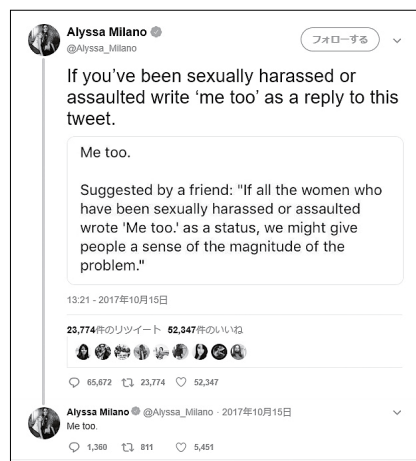 Alyssa Milano
@Alyssa_Milano
フォローする
If you've been sexually harassed or
assaulted write 'me too' as a reply to this
tweet.
Me too.
Suggested by a friend: "If all the women who
have been sexually harassed or assaulted
wrote 'Me too.' as a status, we might give
people a sense of the magnitude of the
problem."
13:21 - 2017年10月15日
23,774件のリツイート 52,347件のいいね
65,672 23,774 52,347
Alyssa Milano @Alyssa_Milano · 2017年10月15日
Me too.
1,360 811 5,451